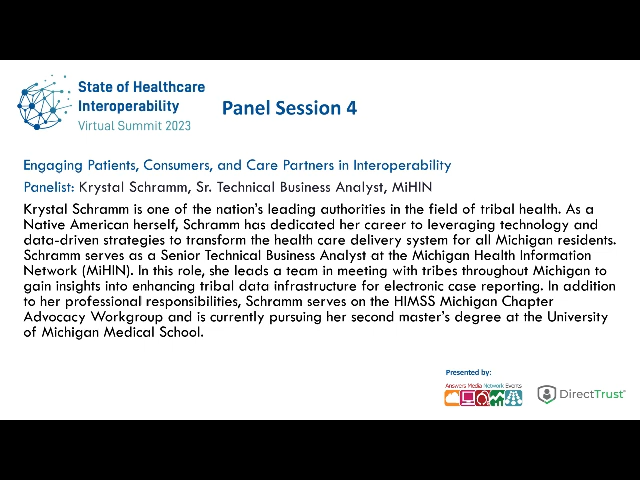 State of Healthcare
Interoperability
Virtual Summit 2023
Panel Session 4
Engaging Patients, Consumers, and Care Partners in Interoperability
Panelist: Krystal Schramm, Sr. Technical Business Analyst, MiHIN
Krystal Schramm is one of the nation's leading authorities in the field of tribal health. As a
Native American herself, Schramm has dedicated her career to leveraging technology and
data-driven strategies to transform the health care delivery system for all Michigan residents.
Schramm serves as a Senior Technical Business Analyst at the Michigan Health Information
Network (MiHIN). In this role, she leads a team in meeting with tribes throughout Michigan to
gain insights into enhancing tribal data infrastructure for electronic case reporting. In addition
to her professional responsibilities, Schramm serves on the HIMSS Michigan Chapter
Advocacy Workgroup and is currently pursuing her second master's degree at the University
of Michigan Medical School.
Presented by:
Answers Media Network Events
DirectTrust